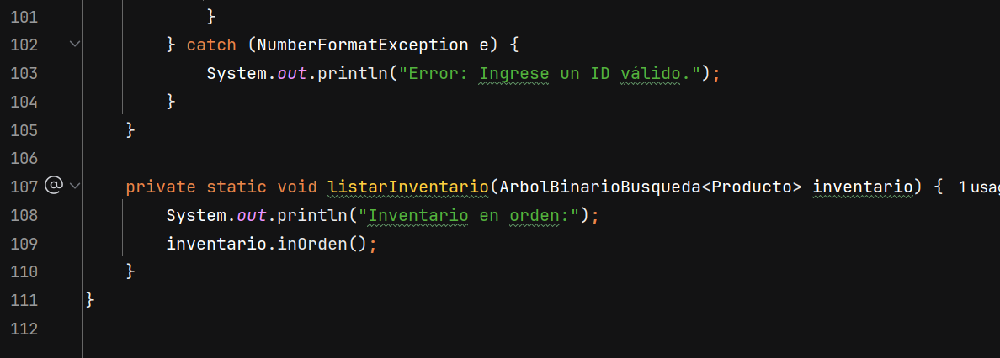 101 }
102 } catch (NumberFormatException e) {
103 System.out.println("Error: Ingrese un ID válido.");
104 }
105 }
106
107 @ private static void listarInventario(ArbolBinarioBusqueda<Producto> inventario) { 1 usag
108 System.out.println("Inventario en orden:");
109 inventario.inOrden();
110 }
111 }
112